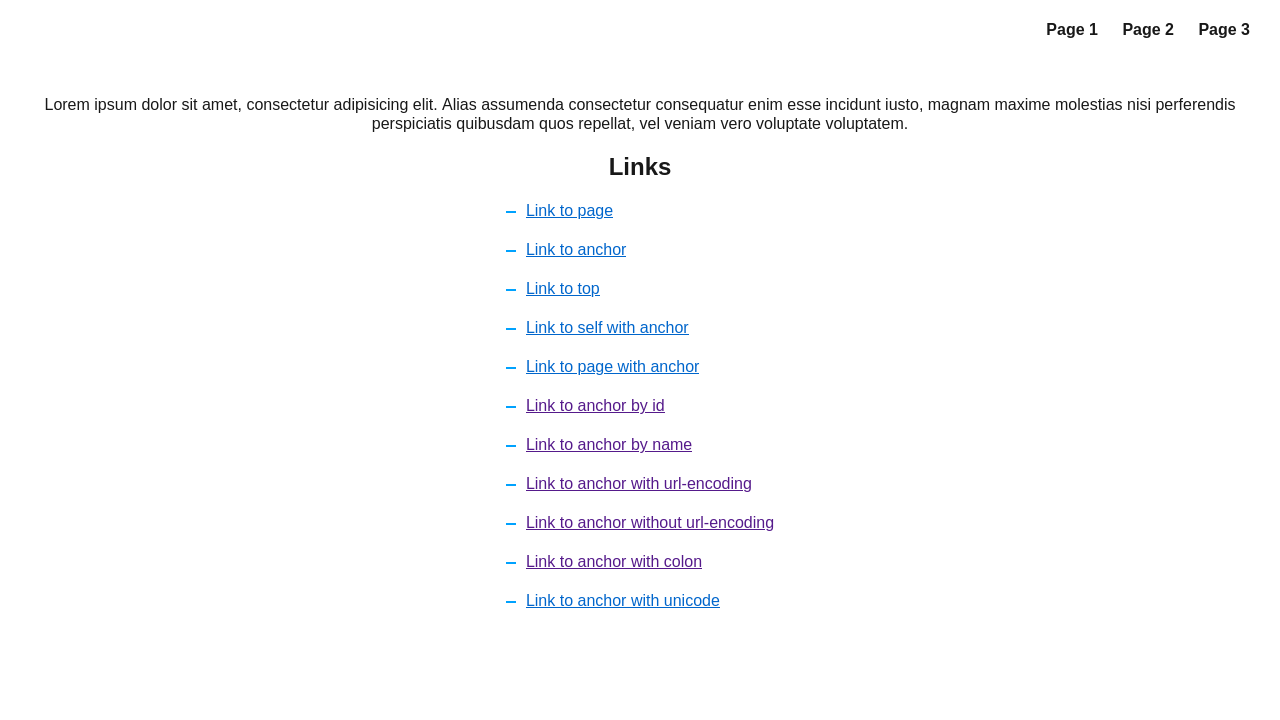 Page 1 Page 2 Page 3
Lorem ipsum dolor sit amet, consectetur adipisicing elit. Alias assumenda consectetur consequatur enim esse incidunt iusto, magnam maxime molestias nisi perferendis
perspiciatis quibusdam quos repellat, vel veniam vero voluptate voluptatem.
Links
Link to page
Link to anchor
Link to top
Link to self with anchor
Link to page with anchor
Link to anchor by id
Link to anchor by name
Link to anchor with url-encoding
Link to anchor without url-encoding
Link to anchor with colon
Link to anchor with unicode